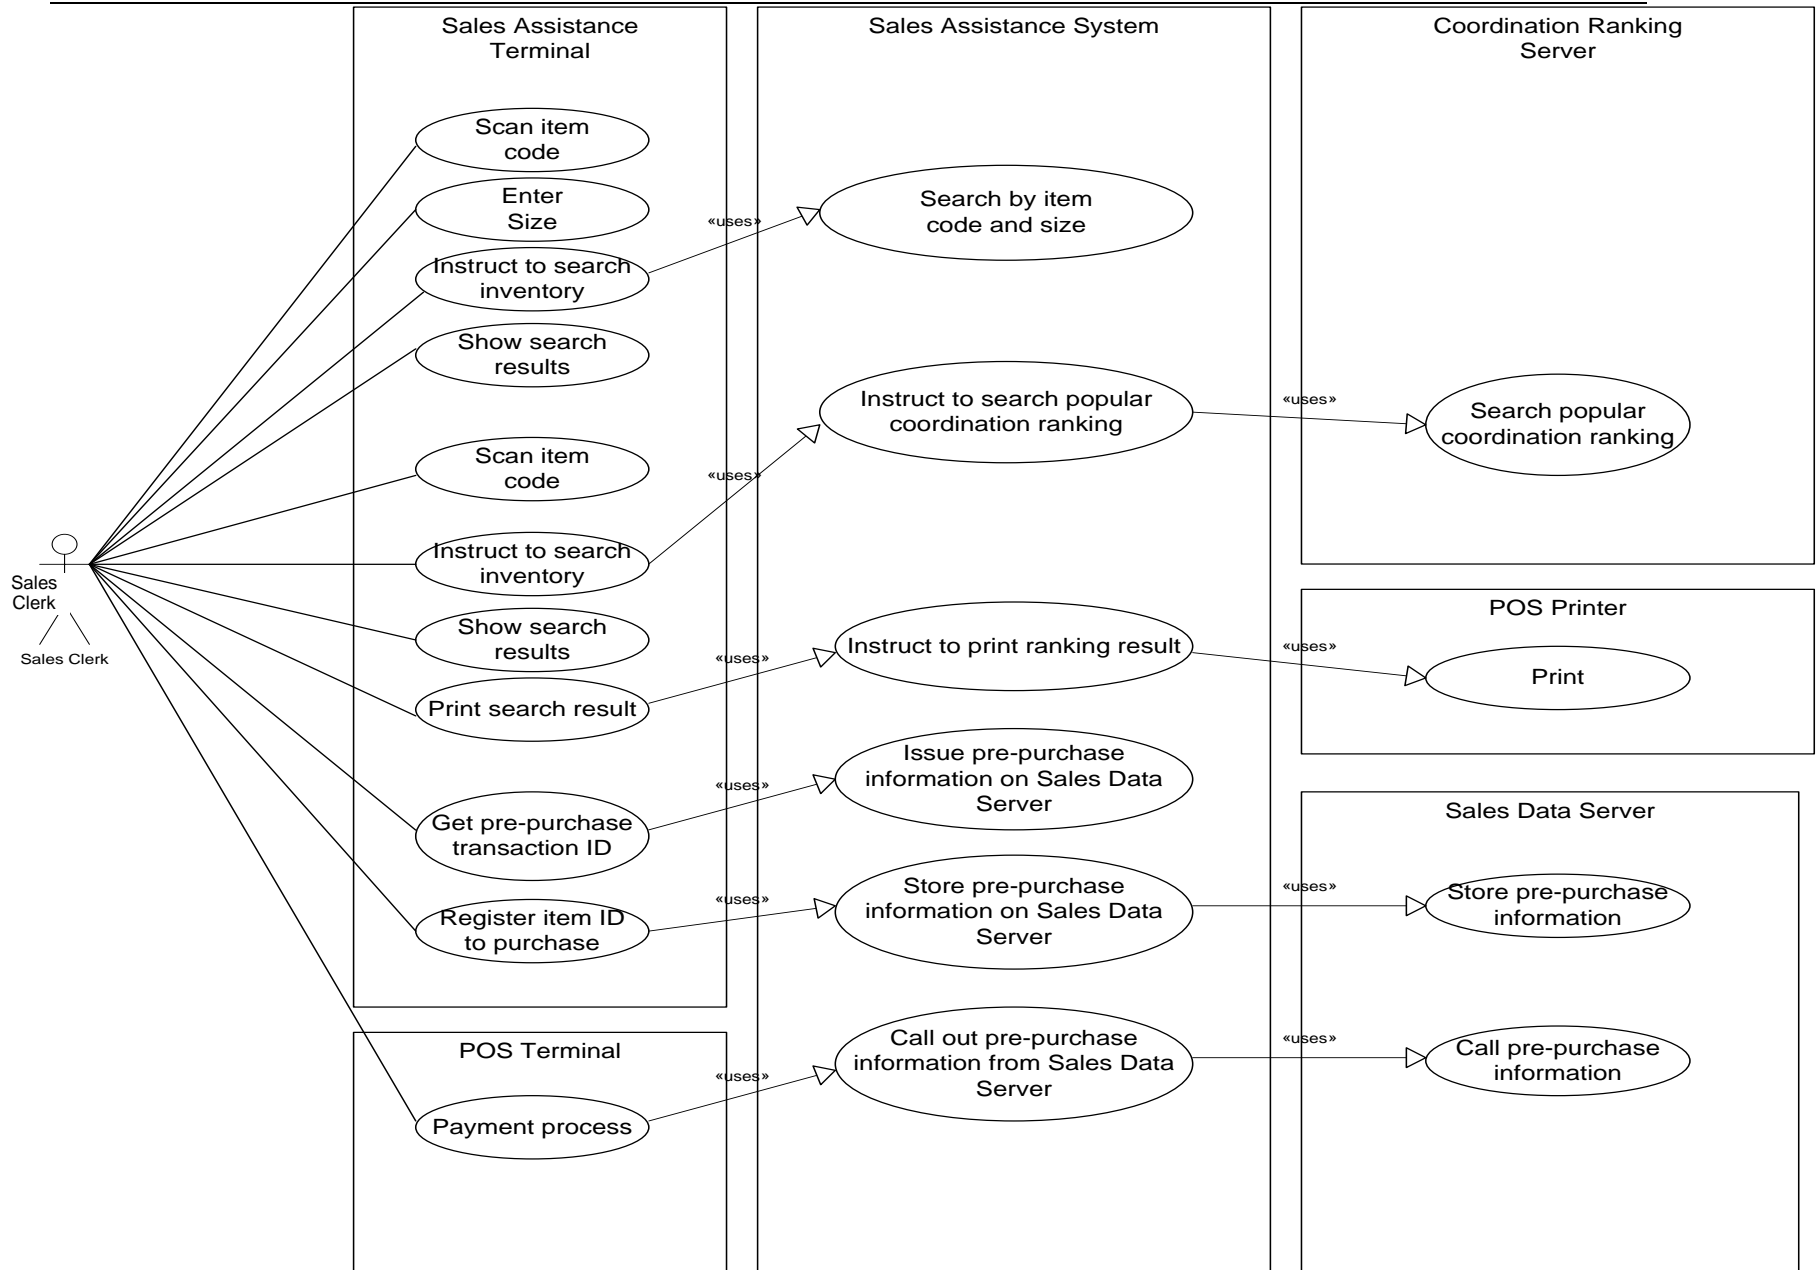 Sales Assistance
Terminal
Scan item
code
Enter
Size
Instruct to search
inventory
Show search
results
Scan item
code
Instruct to search
inventory
Show search
results
Print search result
Get pre-purchase
transaction ID
Register item ID
to purchase
POS Terminal
Payment process
Sales
Clerk
Sales Clerk
«uses»
«uses»
«uses»
«uses»
«uses»
«uses»
Sales Assistance System
Search by item
code and size
Instruct to search popular
coordination ranking
Instruct to print ranking result
Issue pre-purchase
information on Sales Data
Server
Store pre-purchase
information on Sales Data
Server
Call out pre-purchase
information from Sales Data
Server
«uses»
«uses»
«uses»
«uses»
Coordination Ranking
Server
Search popular
coordination ranking
POS Printer
Print
Sales Data Server
Store pre-purchase
information
Call pre-purchase
information